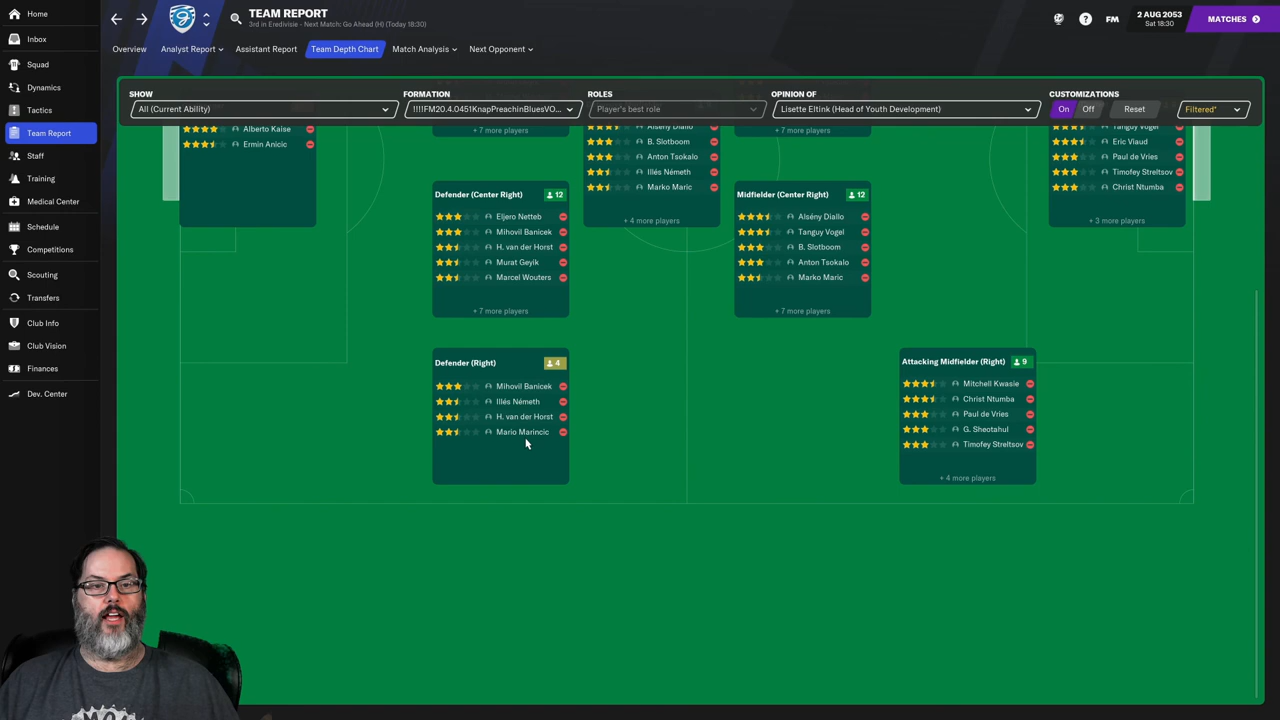 Home
Inbox
Squad
Dynamics
Tactics
Team Report
Staff
Training
Medical Center
Schedule
Competitions
Scouting
Transfers
Club Info
Club Vision
Finances
Dev. Center
TEAM REPORT
3rd in Eredivisie - Next Match: Go Ahead (H) (Today 18:30)
FM
2 AUG 2053
Sat 18:30
MATCHES
Overview
Analyst Report
Assistant Report
Team Depth Chart
Match Analysis
Next Opponent
SHOW
All (Current Ability)
FORMATION
!!!!FM20.4.0451KnapPreachinBluesVO...
ROLES
Player's best role
OPINION OF
Lisette Eltink (Head of Youth Development)
CUSTOMIZATIONS
On
Off
Reset
Filtered*
Alberto Kaise
Ermin Anicic
+ 7 more players
Alsény Diallo
B. Slotboom
Anton Tsokalo
Illés Németh
Marko Maric
+ 4 more players
+ 7 more players
Tanguy Vogel
Eric Viaud
Paul de Vries
Timofey Streltsov
Christ Ntumba
+ 3 more players
Defender (Center Right)
12
Eljero Netteb
Mihovil Banicek
H. van der Horst
Murat Geyik
Marcel Wouters
+ 7 more players
Midfielder (Center Right)
12
Alsény Diallo
Tanguy Vogel
B. Slotboom
Anton Tsokalo
Marko Maric
+ 7 more players
Defender (Right)
4
Mihovil Banicek
Illés Németh
H. van der Horst
Mario Marincic
Attacking Midfielder (Right)
9
Mitchell Kwasie
Christ Ntumba
Paul de Vries
G. Sheotahul
Timofey Streltsov
+ 4 more players